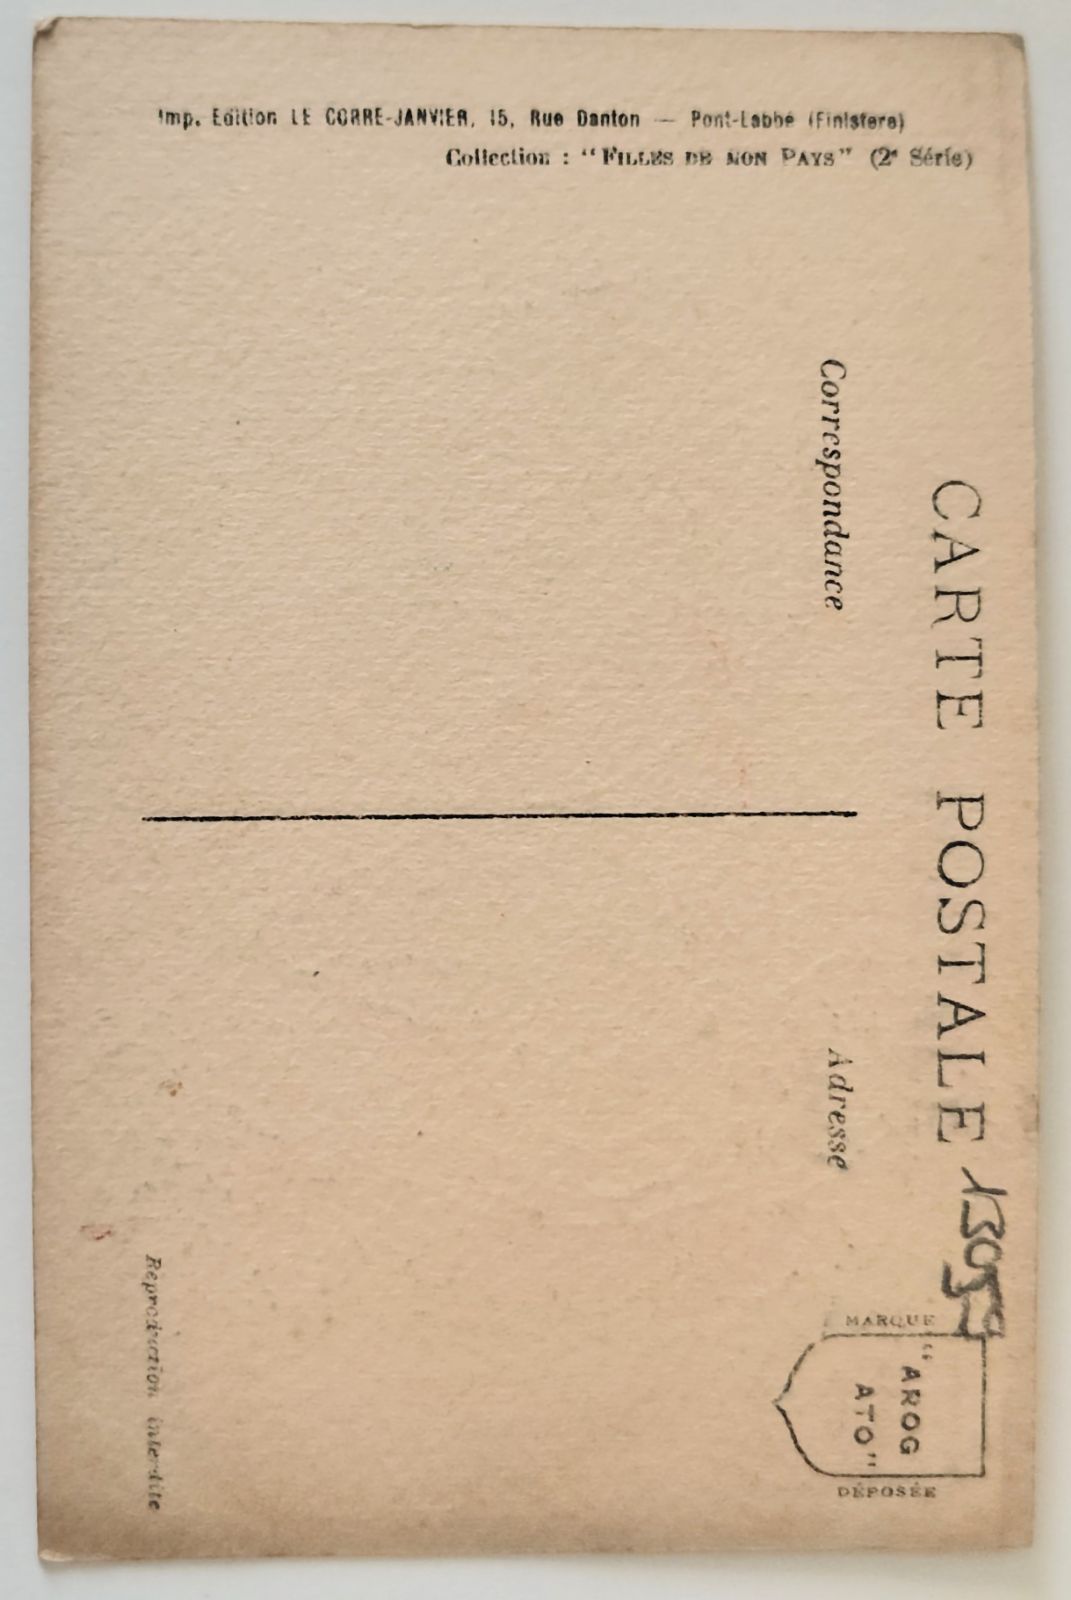 Imp. Edition LE CORRE-JANVIER, 15, Rue Danton — Pont-Labbé (Finistere)
Collection : “FILLES DE MON PAYS” (2e Série)
CARTE POSTALE
Correspondance
Adresse
MARQUE
“AROG
ATO”
DÉPOSÉE
Reproduction interdite